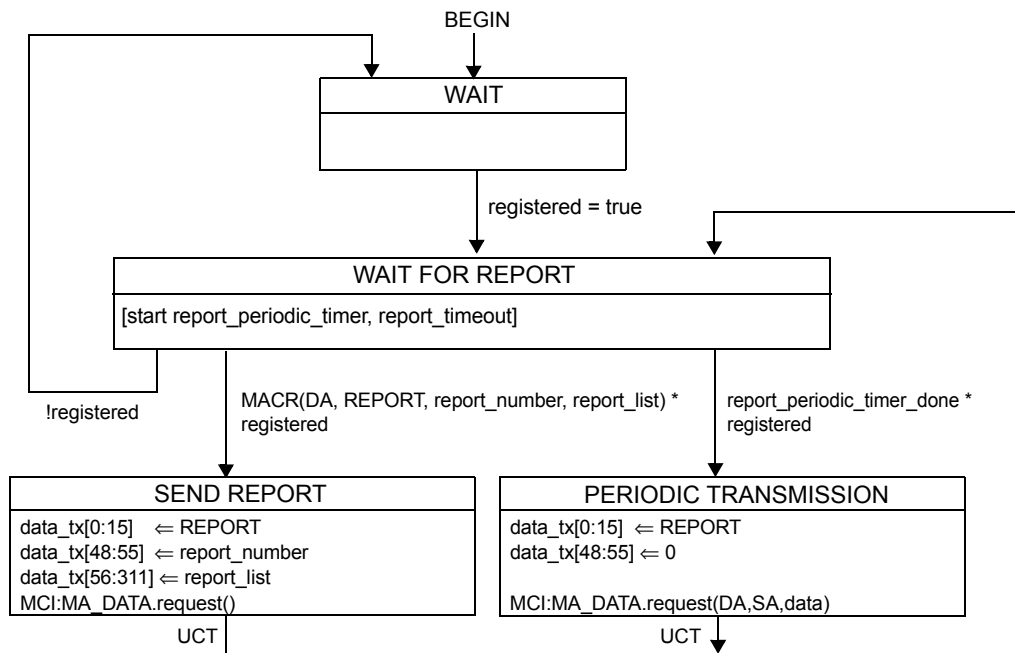 BEGIN
WAIT
registered = true
WAIT FOR REPORT
[start report_periodic_timer, report_timeout]
!registered
MACR(DA, REPORT, report_number, report_list) *
registered
report_periodic_timer_done *
registered
SEND REPORT
data_tx[0:15] ⇐ REPORT
data_tx[48:55] ⇐ report_number
data_tx[56:311] ⇐ report_list
MCI:MA_DATA.request()
UCT
PERIODIC TRANSMISSION
data_tx[0:15] ⇐ REPORT
data_tx[48:55] ⇐ 0
MCI:MA_DATA.request(DA,SA,data)
UCT